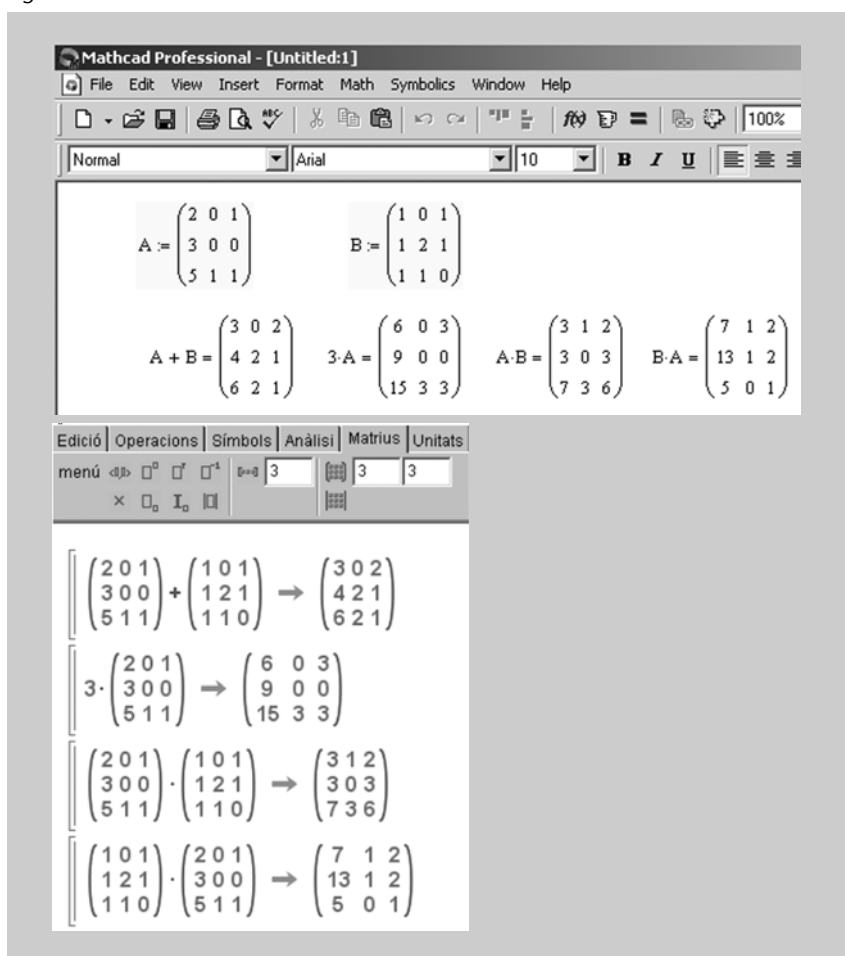 Mathcad Professional - [Untitled:1]
File Edit View Insert Format Math Symbolics Window Help
100%
Normal Arial 10 B I U
A := (2 0 1
3 0 0
5 1 1)
B := (1 0 1
1 2 1
1 1 0)
A + B = (3 0 2
4 2 1
6 2 1)
3·A = (6 0 3
9 0 0
15 3 3)
A·B = (3 1 2
3 0 3
7 3 6)
B·A = (7 1 2
13 1 2
5 0 1)
Edició Operacions Símbols Anàlisi Matrius Unitats
menú 3 3 3
(2 0 1
3 0 0
5 1 1) + (1 0 1
1 2 1
1 1 0) → (3 0 2
4 2 1
6 2 1)
3· (2 0 1
3 0 0
5 1 1) → (6 0 3
9 0 0
15 3 3)
(2 0 1
3 0 0
5 1 1) · (1 0 1
1 2 1
1 1 0) → (3 1 2
3 0 3
7 3 6)
(1 0 1
1 2 1
1 1 0) · (2 0 1
3 0 0
5 1 1) → (7 1 2
13 1 2
5 0 1)